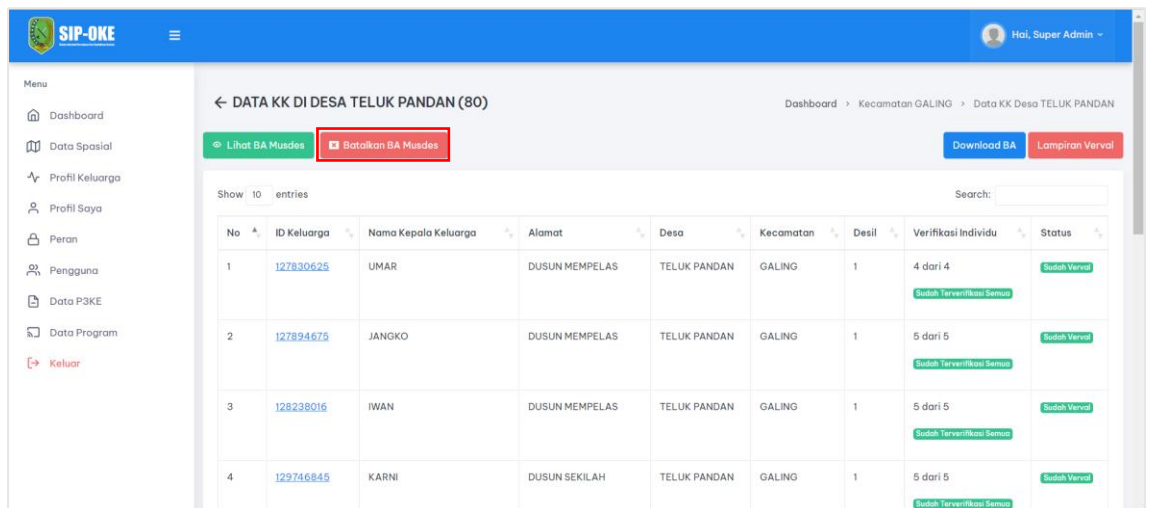 SIP-OKE
Hai, Super Admin
Menu
Dashboard
Data Spasial
Profil Keluarga
Profil Saya
Peran
Pengguna
Data P3KE
Data Program
Keluar
← DATA KK DI DESA TELUK PANDAN (80)
Dashboard > Kecamatan GALING > Data KK Desa TELUK PANDAN
Lihat BA Musdes Batalkan BA Musdes Download BA Lampiran Verval
Show 10 entries Search:
No ID Keluarga Nama Kepala Keluarga Alamat Desa Kecamatan Desil Verifikasi Individu Status
1 127830625 UMAR DUSUN MEMPELAS TELUK PANDAN GALING 1 4 dari 4 Sudah Verval
Sudah Terverifikasi Semua
2 127894675 JANGKO DUSUN MEMPELAS TELUK PANDAN GALING 1 5 dari 5 Sudah Verval
Sudah Terverifikasi Semua
3 128238016 IWAN DUSUN MEMPELAS TELUK PANDAN GALING 1 5 dari 5 Sudah Verval
Sudah Terverifikasi Semua
4 129746845 KARNI DUSUN SEKILAH TELUK PANDAN GALING 1 5 dari 5 Sudah Verval
Sudah Terverifikasi Semua